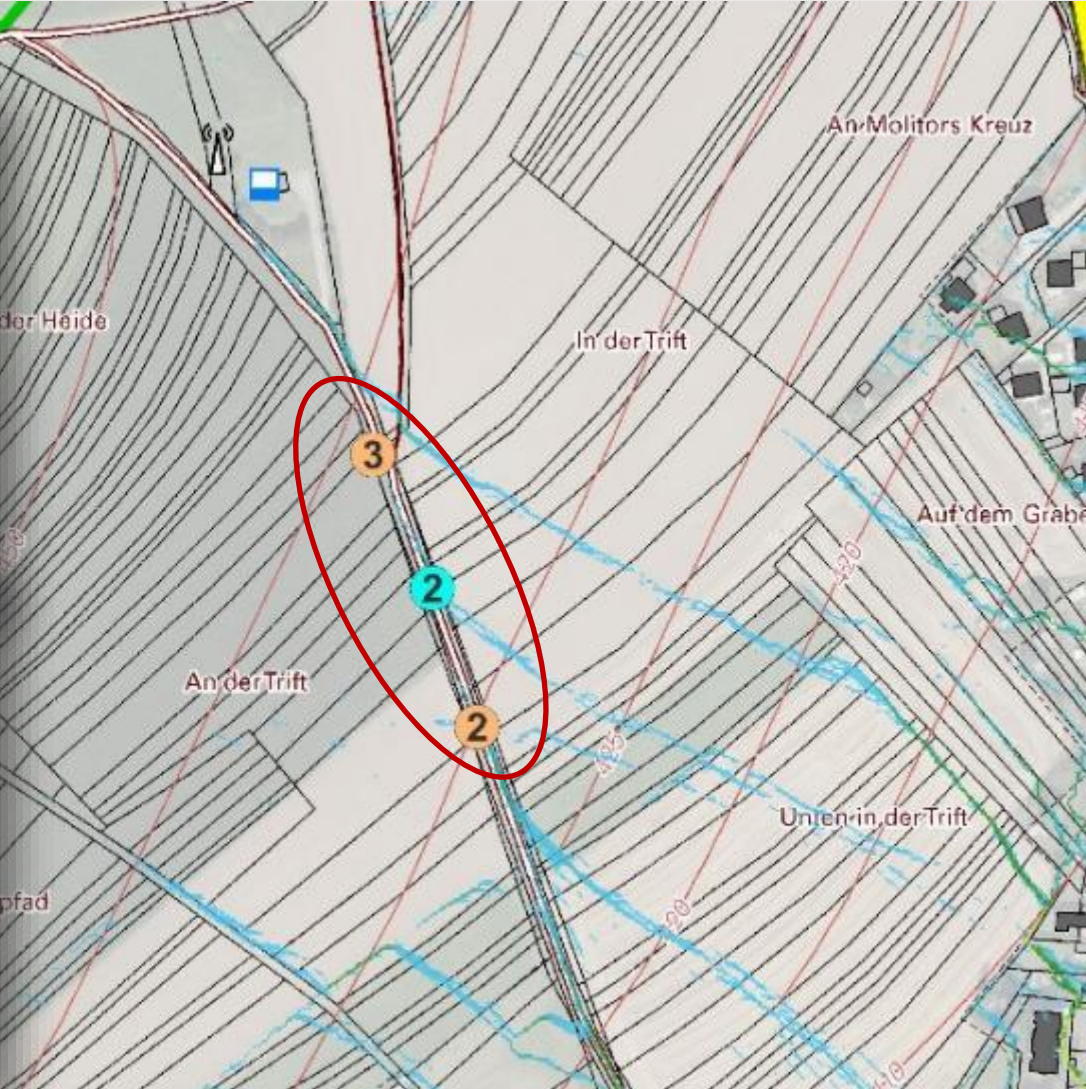 An Molitors Kreuz
der Heide
In der Trift
3
Auf dem Grabe
420
2
An der Trift
2
425
Unten in der Trift
pfad